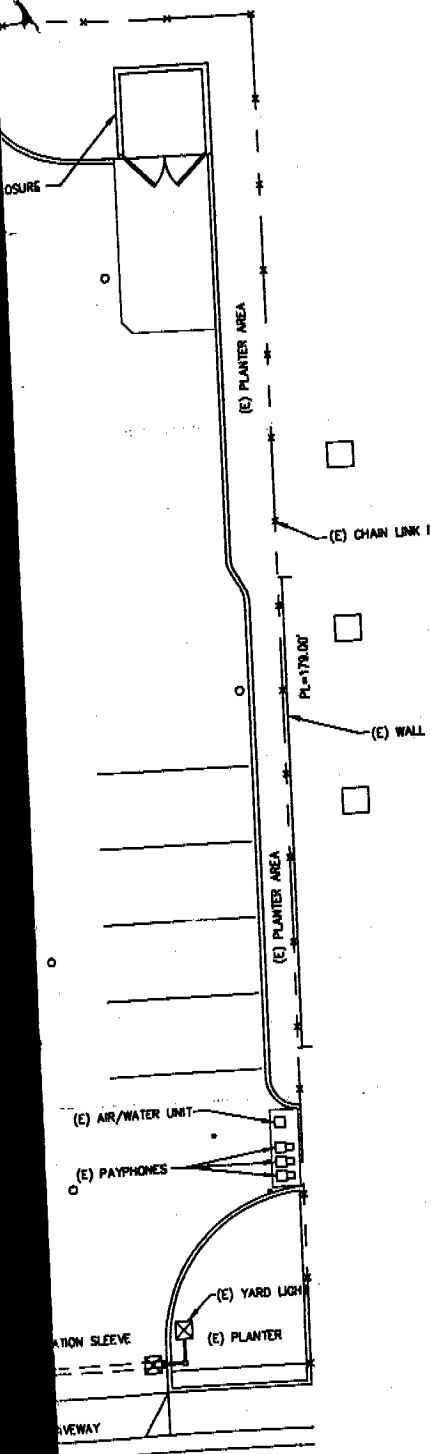 OSURE
(E) PLANTER AREA
(E) CHAIN LINK
PL=179.00'
(E) WALL
(E) PLANTER AREA
(E) AIR/WATER UNIT
(E) PAYPHONES
(E) YARD LIGH
ATION SLEEVE
(E) PLANTER
VEWAY